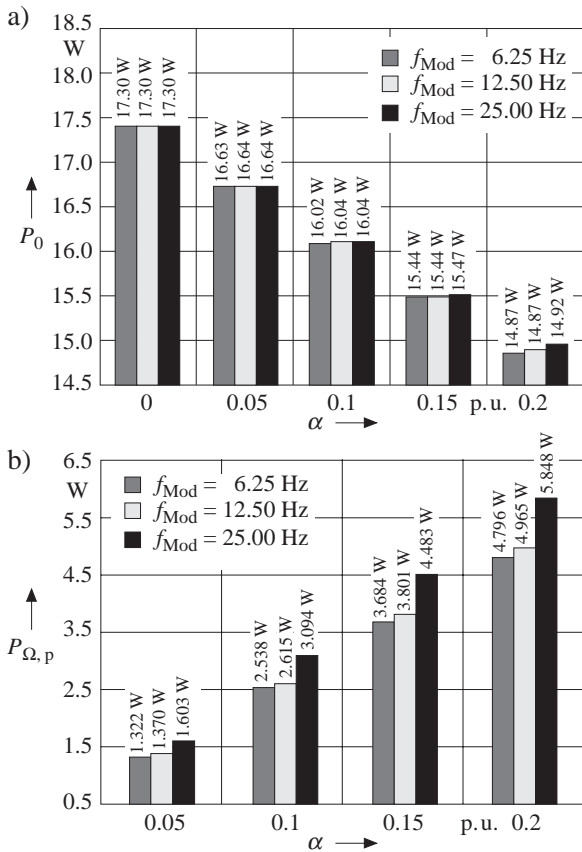 a)
18.5
W
18.0
17.5
17.0
16.5
P0
16.0
15.5
15.0
14.5
fMod = 6.25 Hz
fMod = 12.50 Hz
fMod = 25.00 Hz
17.30 W
17.30 W
17.30 W
16.63 W
16.64 W
16.64 W
16.02 W
16.04 W
16.04 W
15.44 W
15.44 W
15.47 W
14.87 W
14.87 W
14.92 W
0 0.05 0.1 0.15 p.u. 0.2
α
b)
6.5
W
5.5
4.5
3.5
PΩ, p
2.5
1.5
0.5
fMod = 6.25 Hz
fMod = 12.50 Hz
fMod = 25.00 Hz
1.322 W
1.370 W
1.603 W
2.538 W
2.615 W
3.094 W
3.684 W
3.801 W
4.483 W
4.796 W
4.965 W
5.848 W
0.05 0.1 0.15 p.u. 0.2
α